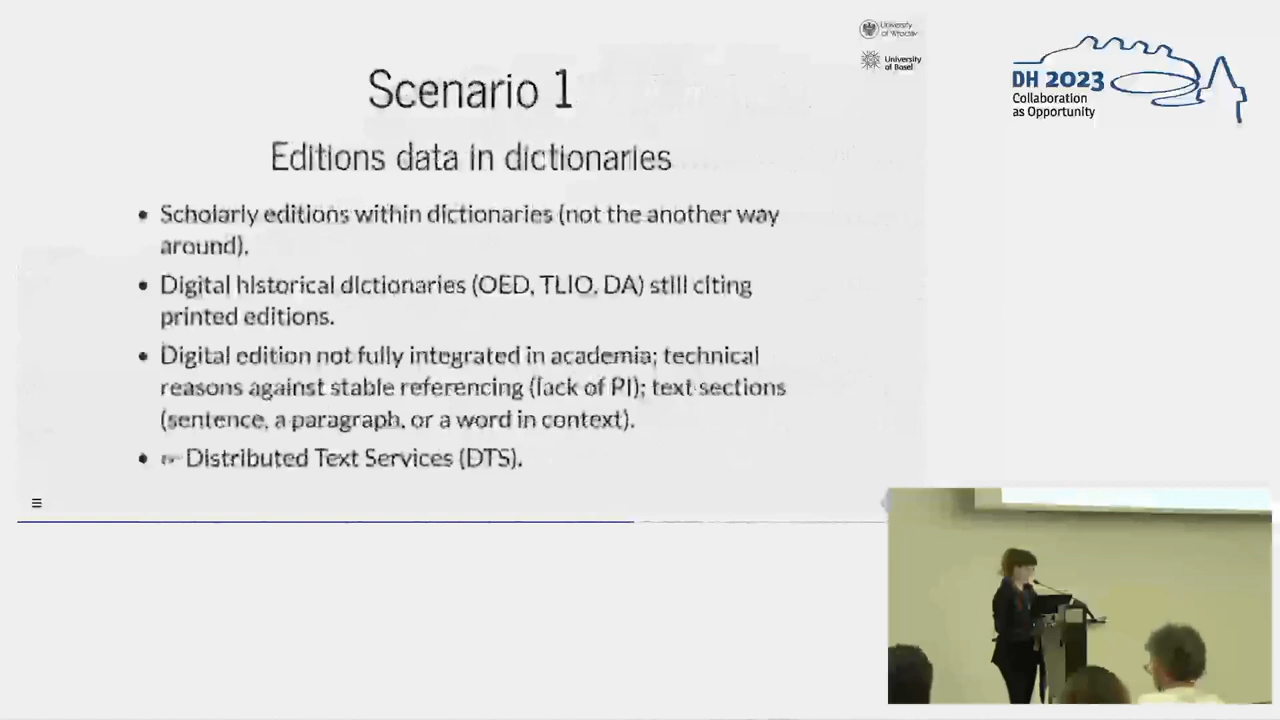 University
of Wrocław
University
of Basel
DH 2023
Collaboration
as Opportunity
Scenario 1
Editions data in dictionaries
• Scholarly editions within dictionaries (not the another way
around).
• Digital historical dictionaries (OED, TLIO, DA) still citing
printed editions.
• Digital edition not fully integrated in academia; technical
reasons against stable referencing (lack of PI); text sections
(sentence, a paragraph, or a word in context).
• ☞ Distributed Text Services (DTS).